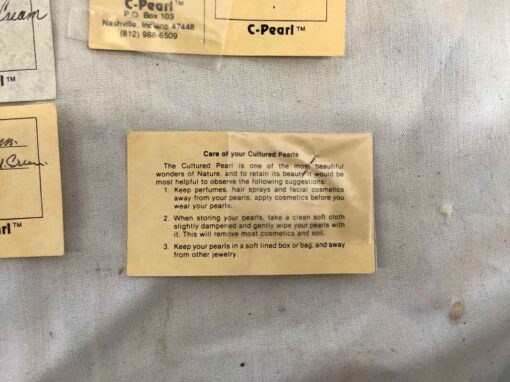 Cream
C-Pearl
P.O. Box 103
Nashville, Indiana 47448
(812) 988-6509
C-Pearl™
rl™
Cream
rl™
Care of your Cultured Pearls
The Cultured Pearl is one of the most beautiful
wonders of Nature, and to retain its beauty it would be
most helpful to observe the following suggestions:
1. Keep perfumes, hair sprays and facial cosmetics
away from your pearls; apply cosmetics before you
wear your pearls.
2. When storing your pearls, take a clean soft cloth
slightly dampened and gently wipe your pearls with
it. This will remove most cosmetics and soil.
3. Keep your pearls in a soft lined box or bag, and away
from other jewelry.